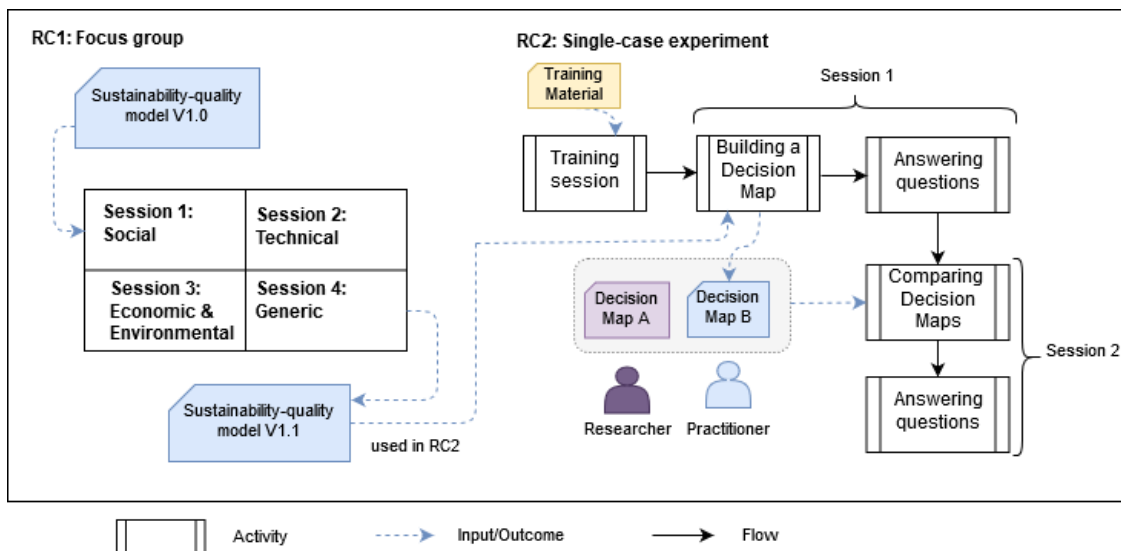 RC1: Focus group
Sustainability-quality
model V1.0
Session 1:
Social
Session 2:
Technical
Session 3:
Economic &
Environmental
Session 4:
Generic
Sustainability-quality
model V1.1
used in RC2
RC2: Single-case experiment
Training
Material
Session 1
Training
session
Building a
Decision
Map
Answering
questions
Decision
Map A
Decision
Map B
Comparing
Decision
Maps
Researcher
Practitioner
Session 2
Answering
questions
Activity
Input/Outcome
Flow